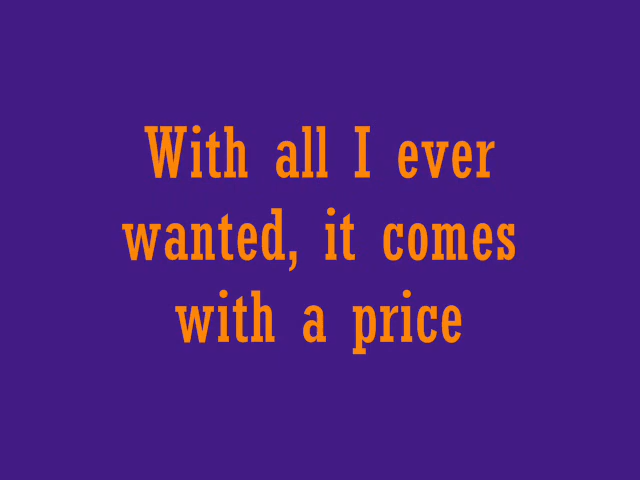 With all I ever
wanted, it comes
with a price